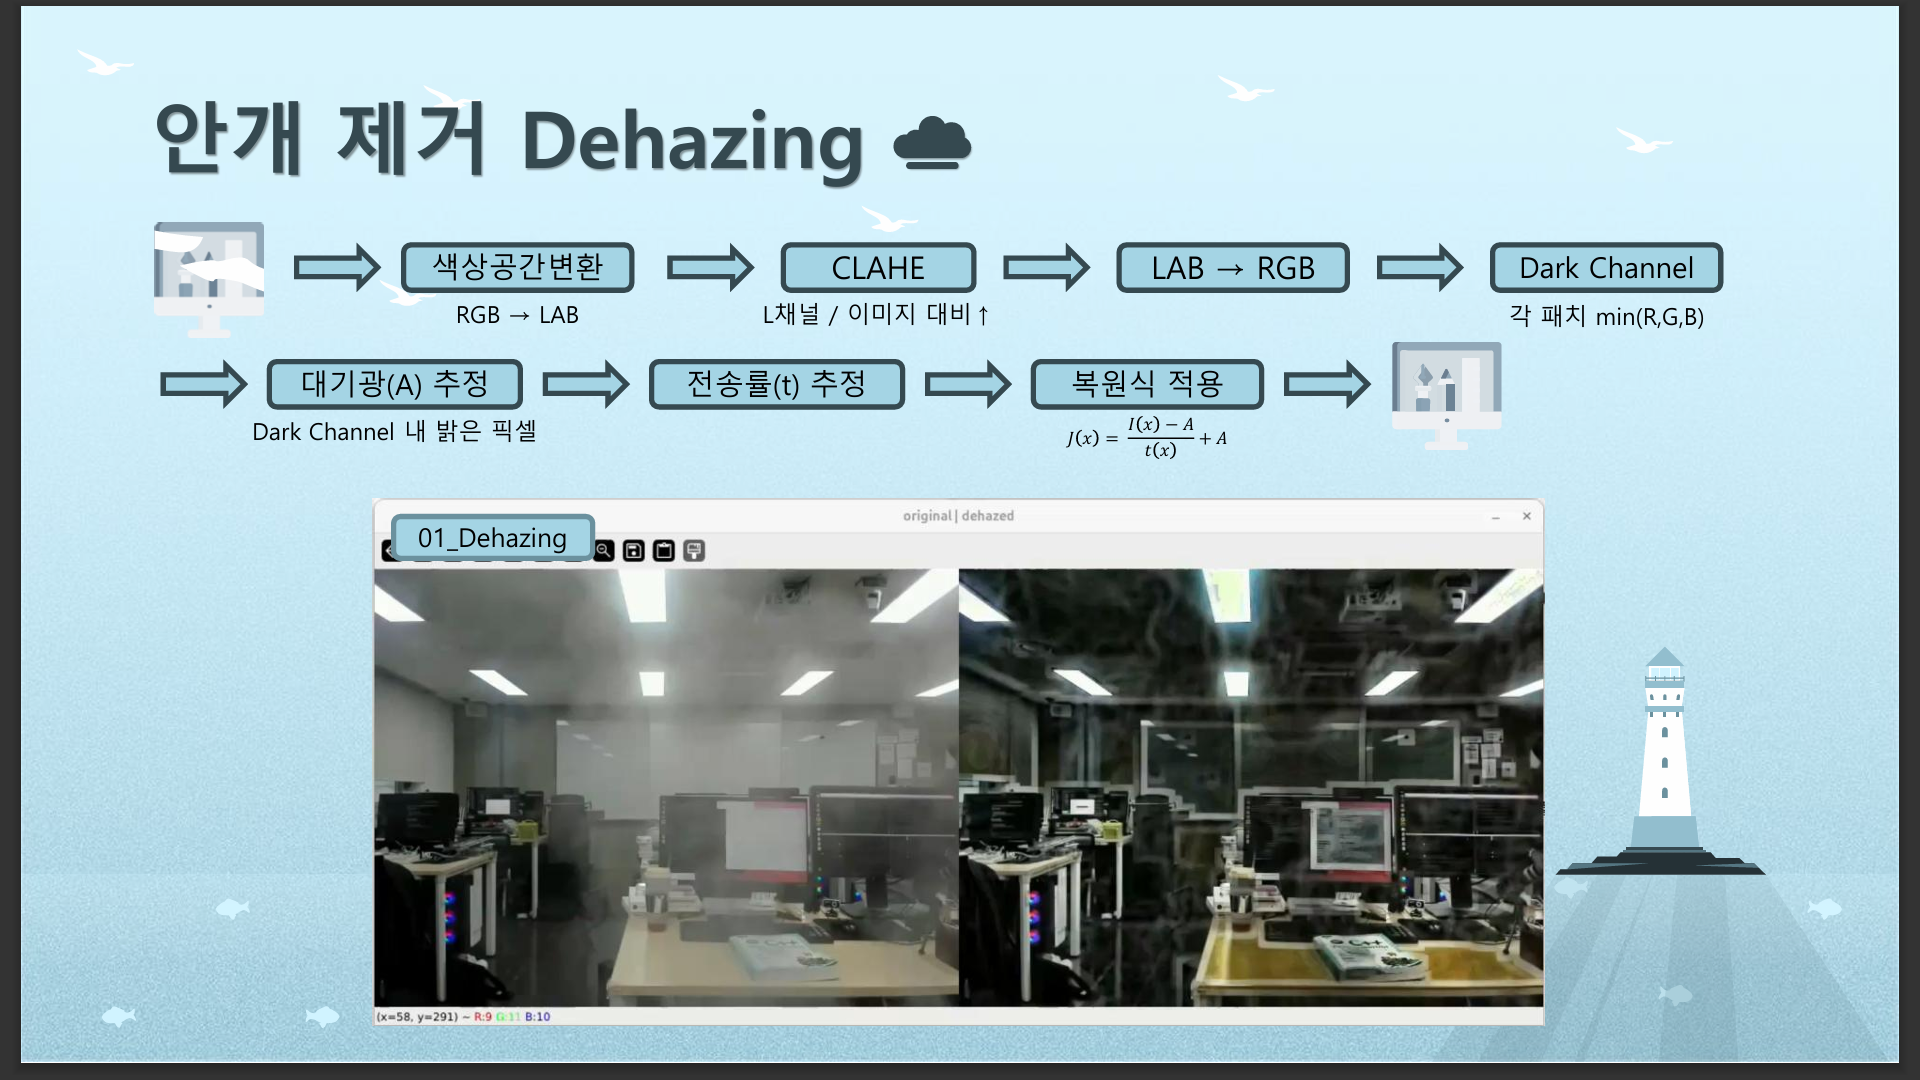 안개 제거 Dehazing
색상공간변환
CLAHE
LAB → RGB
Dark Channel
RGB → LAB
L채널 / 이미지 대비↑
각 패치 min(R,G,B)
대기광(A) 추정
전송률(t) 추정
복원식 적용
Dark Channel 내 밝은 픽셀
J(x) = \frac{I(x) − A}{t(x)} + A
original | dehazed
01_Dehazing
C++
C++
(x=58, y=291) ~ R:9 G:11 B:10